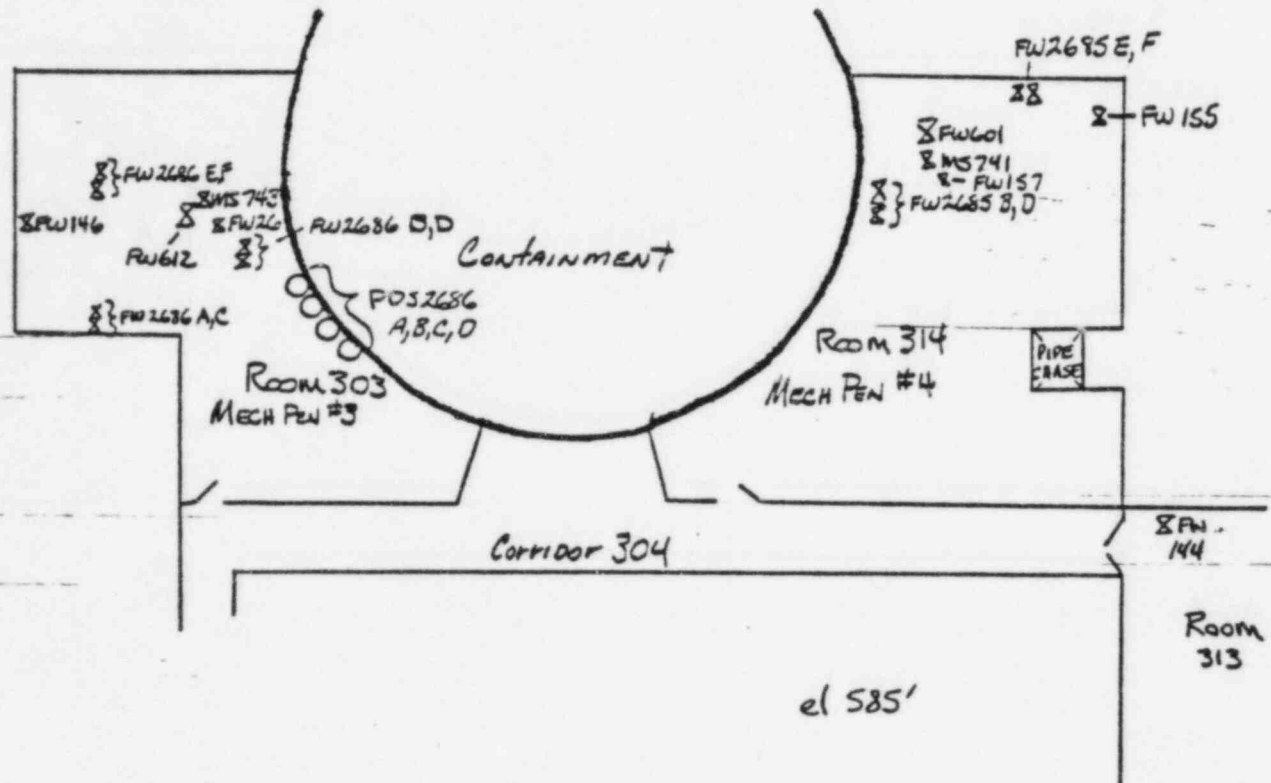 FW2685 E, F
FW155
FW601
MS741
FW157
FW2685 B, D
FW2686 E,F
MS743
FW26
FW146
FW612
FW2686 B,D
CONTAINMENT
POS2686
A,B,C,D
FW2686 A,C
Room 303
MECH PEN #3
Room 314
MECH PEN #4
PIPE
CHASE
Corridor 304
FW
144
Room
313
el 585'